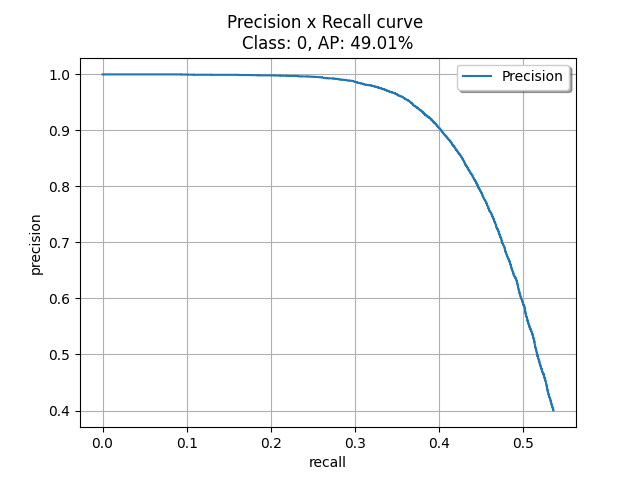 Precision x Recall curve
Class: 0, AP: 49.01%
Precision
1.0
0.9
0.8
0.7
0.6
0.5
0.4
precision
0.0 0.1 0.2 0.3 0.4 0.5
recall